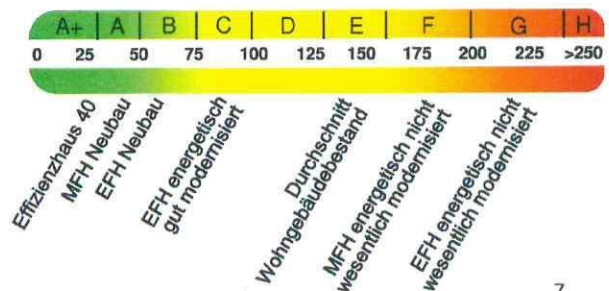 A+ A B C D E F G H
0 25 50 75 100 125 150 175 200 225 >250
Effizienzhaus 40
MFH Neubau
EFH Neubau
EFH energetisch
gut modernisiert
Durchschnitt
Wohngebäudebestand
MFH energetisch nicht
wesentlich modernisiert
EFH energetisch nicht
wesentlich modernisiert